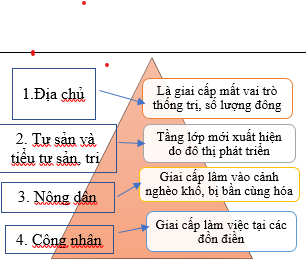 1.Địa chủ
Là giai cấp mất vai trò
thống trị, số lượng đông
2. Tư sản và
tiểu tư sản, trí
Tầng lớp mới xuất hiện
do đô thị phát triển
3. Nông dân
Giai cấp lâm vào cảnh
nghèo khổ, bị bần cùng hóa
4. Công nhân
Giai cấp làm việc tại các
đồn điền